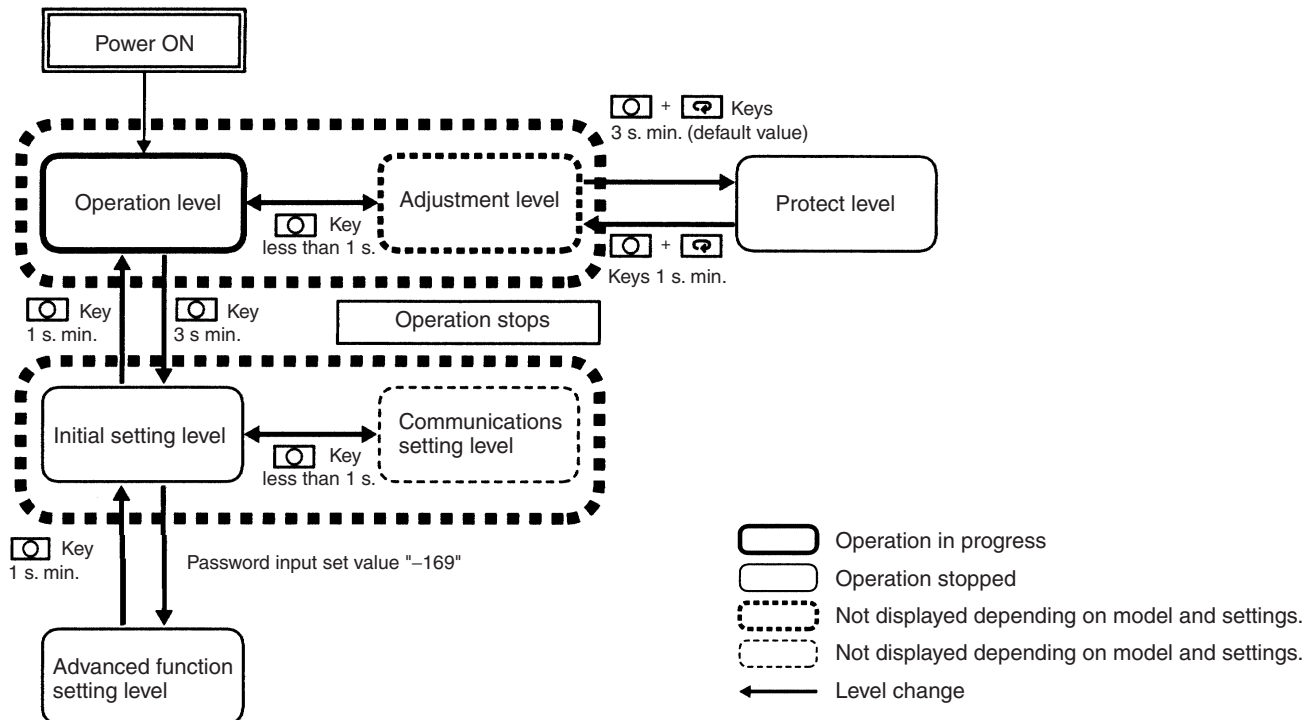 Power ON
+ Keys
3 s. min. (default value)
Operation level
Key
less than 1 s.
Adjustment level
Protect level
+
Keys 1 s. min.
Key
1 s. min.
Key
3 s min.
Operation stops
Initial setting level
Key
less than 1 s.
Communications
setting level
Key
1 s. min.
Password input set value "–169"
Advanced function
setting level
Operation in progress
Operation stopped
Not displayed depending on model and settings.
Not displayed depending on model and settings.
Level change